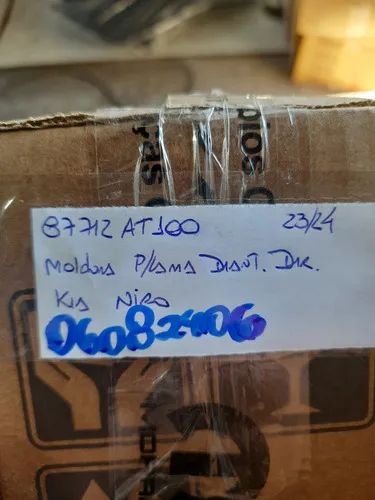 87712 AT100 23/24
Moldura P/Lama Diant. Dir.
Kia Niro
06082406